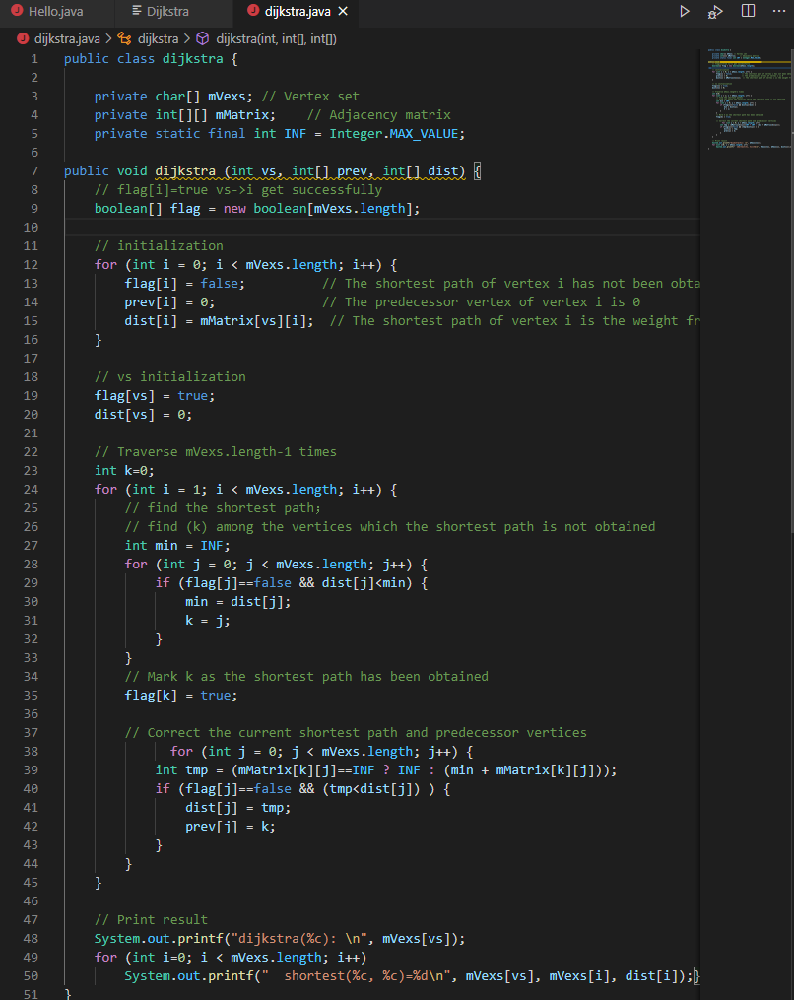 Hello.java
Dijkstra
dijkstra.java
dijkstra.java > dijkstra > dijkstra(int, int[], int[])
1 public class dijkstra {
2
3 private char[] mVexs; // Vertex set
4 private int[][] mMatrix; // Adjacency matrix
5 private static final int INF = Integer.MAX_VALUE;
6
7 public void dijkstra (int vs, int[] prev, int[] dist) {
8 // flag[i]=true vs->i get successfully
9 boolean[] flag = new boolean[mVexs.length];
10
11 // initialization
12 for (int i = 0; i < mVexs.length; i++) {
13 flag[i] = false; // The shortest path of vertex i has not been obta
14 prev[i] = 0; // The predecessor vertex of vertex i is 0
15 dist[i] = mMatrix[vs][i]; // The shortest path of vertex i is the weight fr
16 }
17
18 // vs initialization
19 flag[vs] = true;
20 dist[vs] = 0;
21
22 // Traverse mVexs.length-1 times
23 int k=0;
24 for (int i = 1; i < mVexs.length; i++) {
25 // find the shortest path；
26 // find (k) among the vertices which the shortest path is not obtained
27 int min = INF;
28 for (int j = 0; j < mVexs.length; j++) {
29 if (flag[j]==false && dist[j]<min) {
30 min = dist[j];
31 k = j;
32 }
33 }
34 // Mark k as the shortest path has been obtained
35 flag[k] = true;
36
37 // Correct the current shortest path and predecessor vertices
38 for (int j = 0; j < mVexs.length; j++) {
39 int tmp = (mMatrix[k][j]==INF ? INF : (min + mMatrix[k][j]));
40 if (flag[j]==false && (tmp<dist[j]) ) {
41 dist[j] = tmp;
42 prev[j] = k;
43 }
44 }
45 }
46
47 // Print result
48 System.out.printf("dijkstra(%c): \n", mVexs[vs]);
49 for (int i=0; i < mVexs.length; i++)
50 System.out.printf("  shortest(%c, %c)=%d\n", mVexs[vs], mVexs[i], dist[i]);}
51 }